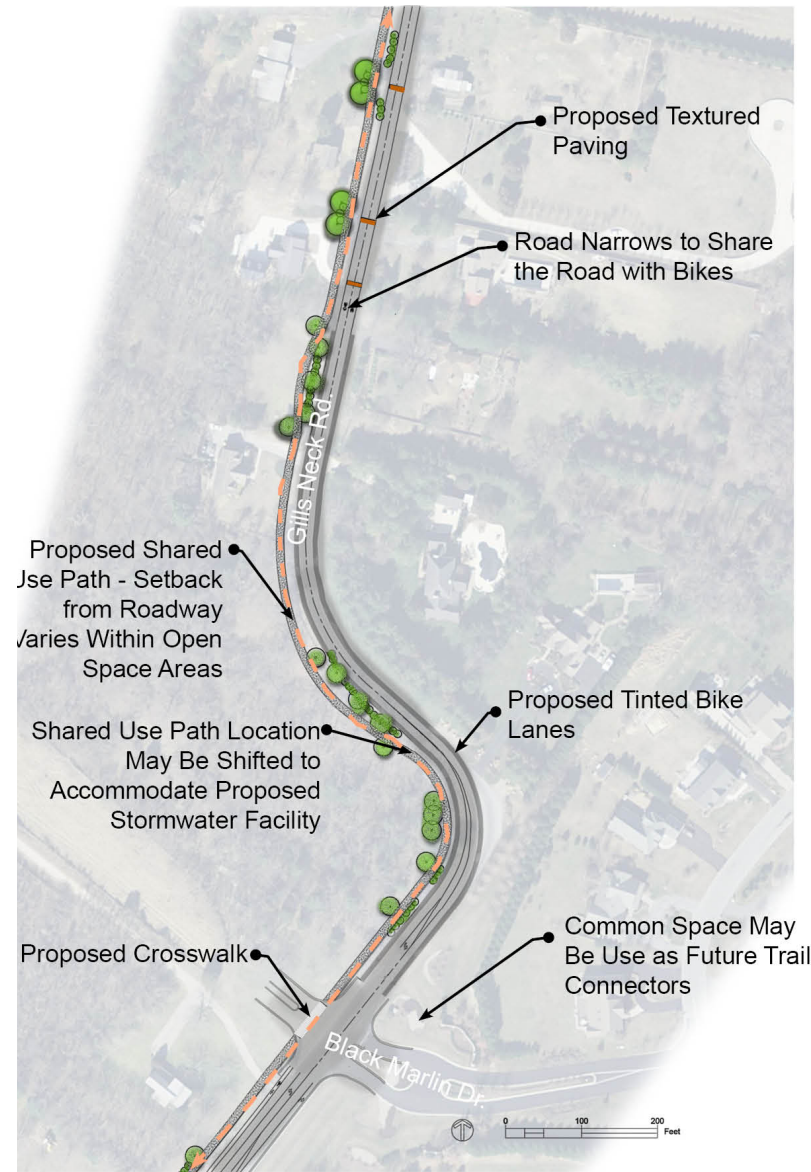 Proposed Textured
Paving
Road Narrows to Share
the Road with Bikes
Gills Neck Rd.
Proposed Shared
Use Path - Setback
from Roadway
Varies Within Open
Space Areas
Proposed Tinted Bike
Lanes
Shared Use Path Location
May Be Shifted to
Accommodate Proposed
Stormwater Facility
Common Space May
Be Use as Future Trail
Connectors
Proposed Crosswalk
Black Marlin Dr.
0 100 200
Feet